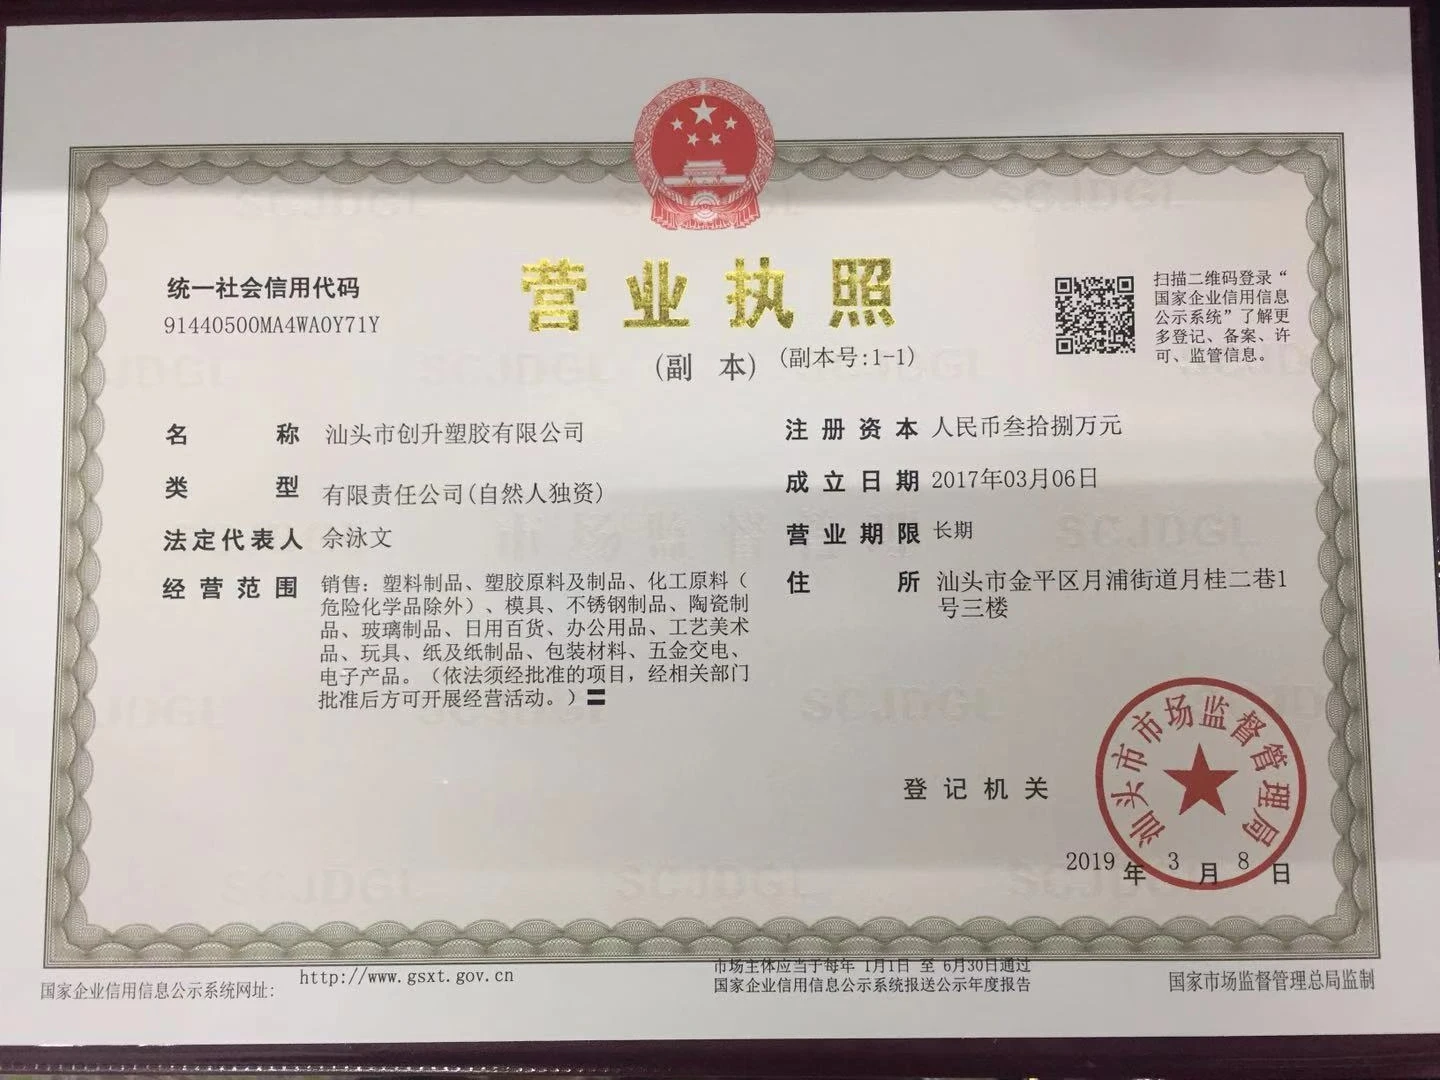 营业执照
(副 本) (副本号:1-1)
统一社会信用代码
91440500MA4WA0Y71Y
扫描二维码登录“
国家企业信用信息
公示系统”了解更
多登记、备案、许
可、监管信息。
名 称 汕头市创升塑胶有限公司
类 型 有限责任公司(自然人独资)
法定代表人 佘泳文
经营范围 销售：塑料制品、塑胶原料及制品、化工原料（
危险化学品除外）、模具、不锈钢制品、陶瓷制
品、玻璃制品、日用百货、办公用品、工艺美术
品、玩具、纸及纸制品、包装材料、五金交电、
电子产品。（依法须经批准的项目，经相关部门
批准后方可开展经营活动。）〓
注册资本 人民币叁拾捌万元
成立日期 2017年03月06日
营业期限 长期
住 所 汕头市金平区月浦街道月桂二巷1
号三楼
登记机关
汕头市市场监督管理局
2019 年 3 月 8 日
国家企业信用信息公示系统网址: http://www.gsxt.gov.cn
市场主体应当于每年 1月1日 至 6月30日通过
国家企业信用信息公示系统报送公示年度报告
国家市场监督管理总局监制
SCJDGL
市场监督管理